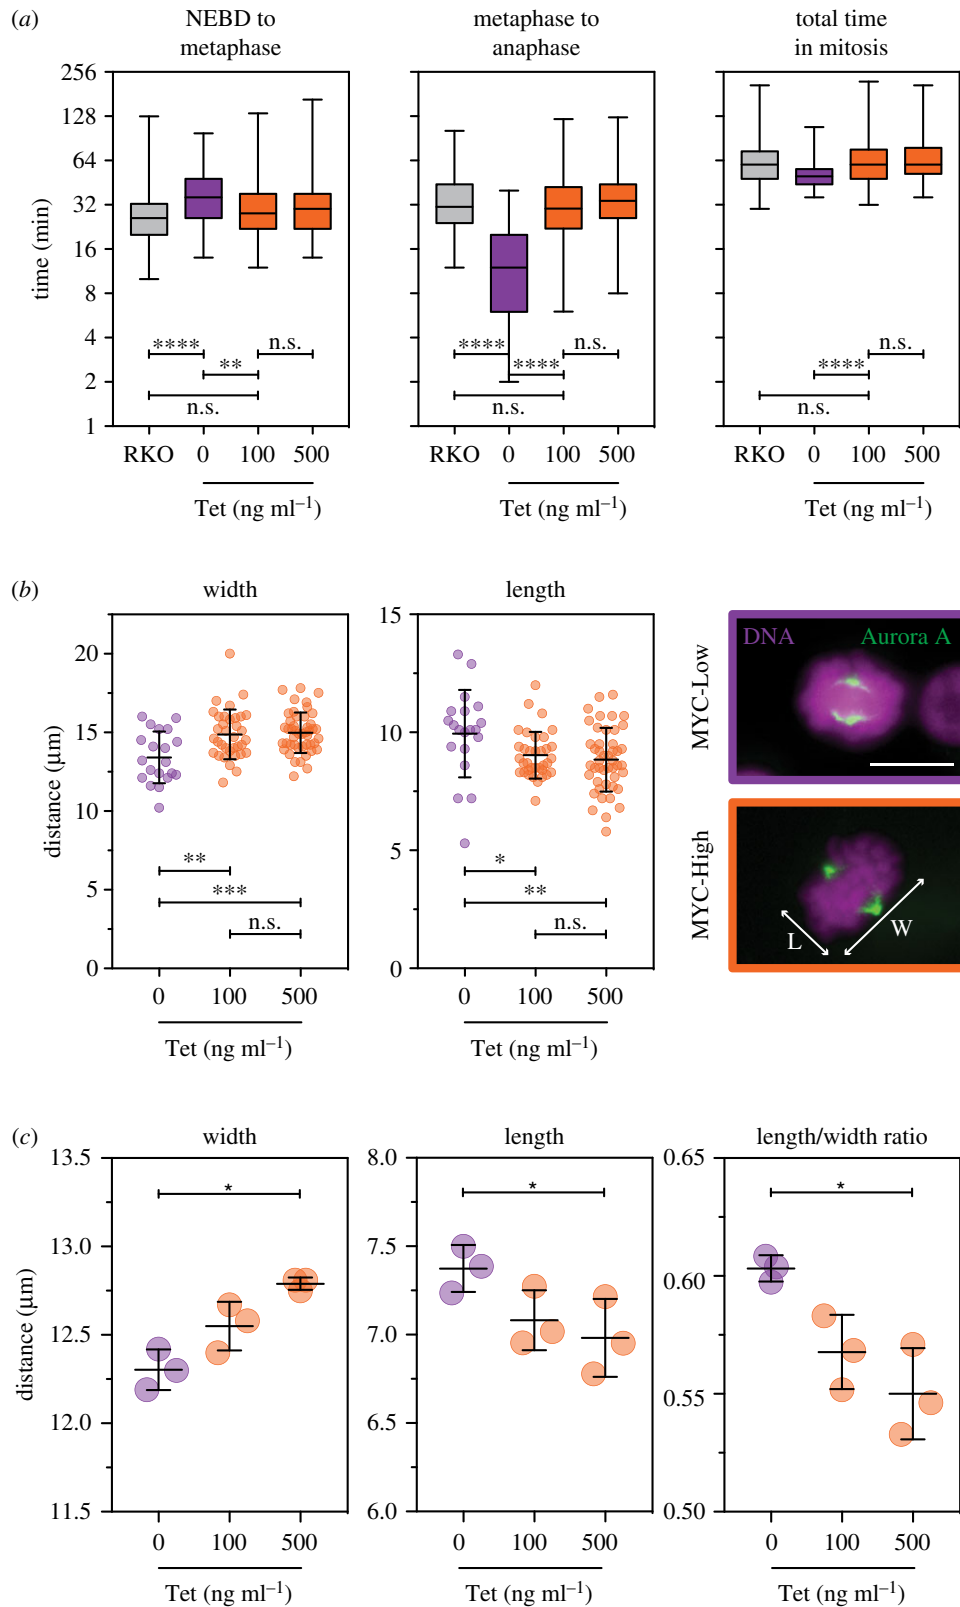 (a)
NEBD to
metaphase
metaphase to
anaphase
total time
in mitosis
time (min)
256
128
64
32
16
8
4
2
1
**** 
**
n.s.
n.s.
RKO 0 100 500
Tet (ng ml–1)
****
****
n.s.
n.s.
RKO 0 100 500
Tet (ng ml–1)
****
n.s.
n.s.
RKO 0 100 500
Tet (ng ml–1)
(b)
width
distance (µm)
20
15
10
5
0
**
***
n.s.
0 100 500
Tet (ng ml–1)
length
15
10
5
0
*
**
n.s.
0 100 500
Tet (ng ml–1)
MYC-Low
DNA Aurora A
MYC-High
L W
(c)
width
distance (µm)
13.5
13.0
12.5
12.0
11.5
*
0 100 500
Tet (ng ml–1)
length
8.0
7.5
7.0
6.5
6.0
*
0 100 500
Tet (ng ml–1)
length/width ratio
0.65
0.60
0.55
0.50
*
0 100 500
Tet (ng ml–1)